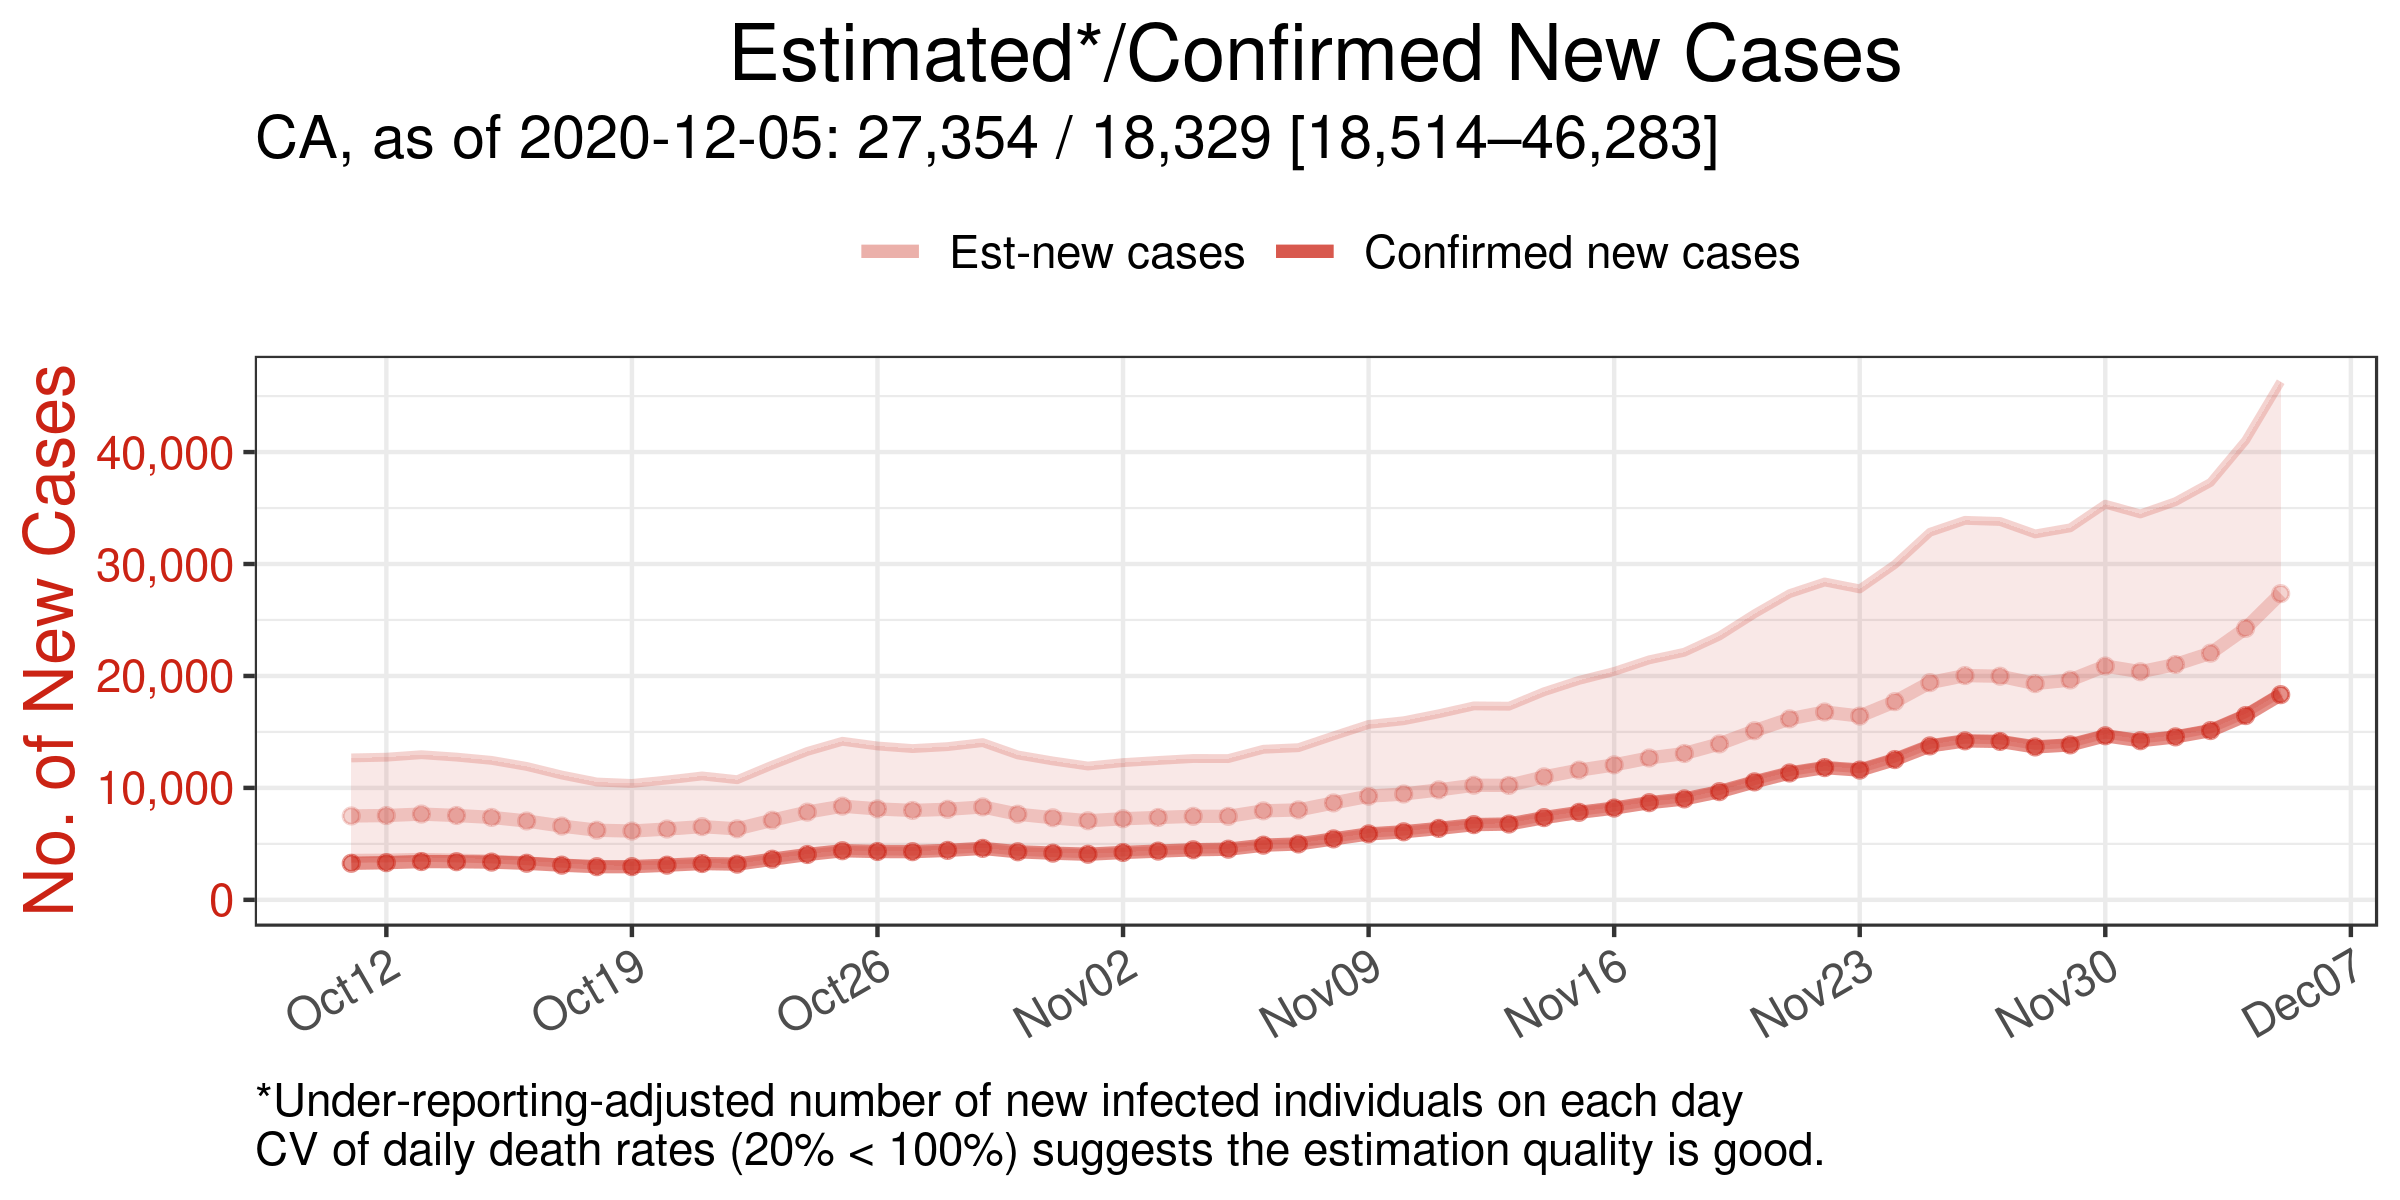 Estimated*/Confirmed New Cases
CA, as of 2020-12-05: 27,354 / 18,329 [18,514–46,283]
Est-new cases Confirmed new cases
No. of New Cases
40,000
30,000
20,000
10,000
0
Oct12 Oct19 Oct26 Nov02 Nov09 Nov16 Nov23 Nov30 Dec07
*Under-reporting-adjusted number of new infected individuals on each day
CV of daily death rates (20% < 100%) suggests the estimation quality is good.